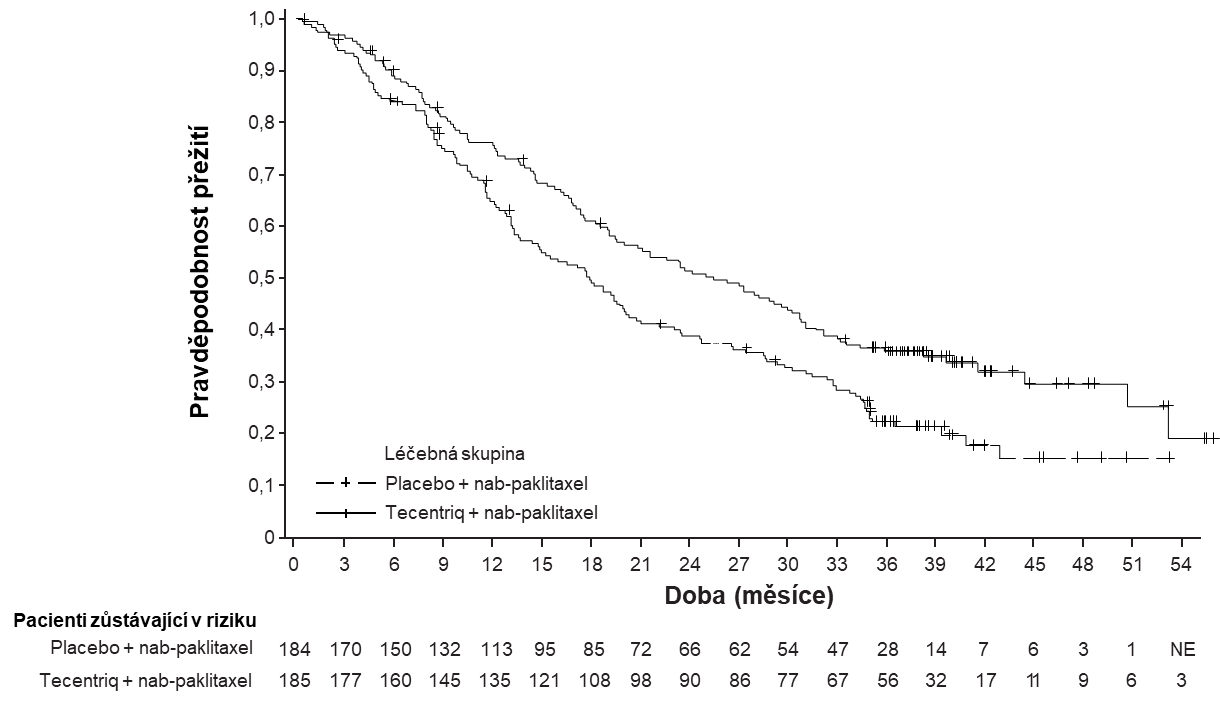 1,0
0,9
0,8
0,7
0,6
0,5
0,4
0,3
0,2
0,1
0
Pravděpodobnost přežití
Léčebná skupina
Placebo + nab-paklitaxel
Tecentriq + nab-paklitaxel
0 3 6 9 12 15 18 21 24 27 30 33 36 39 42 45 48 51 54
Doba (měsíce)
Pacienti zůstávající v riziku
Placebo + nab-paklitaxel 184 170 150 132 113 95 85 72 66 62 54 47 28 14 7 6 3 1 NE
Tecentriq + nab-paklitaxel 185 177 160 145 135 121 108 98 90 86 77 67 56 32 17 11 9 6 3